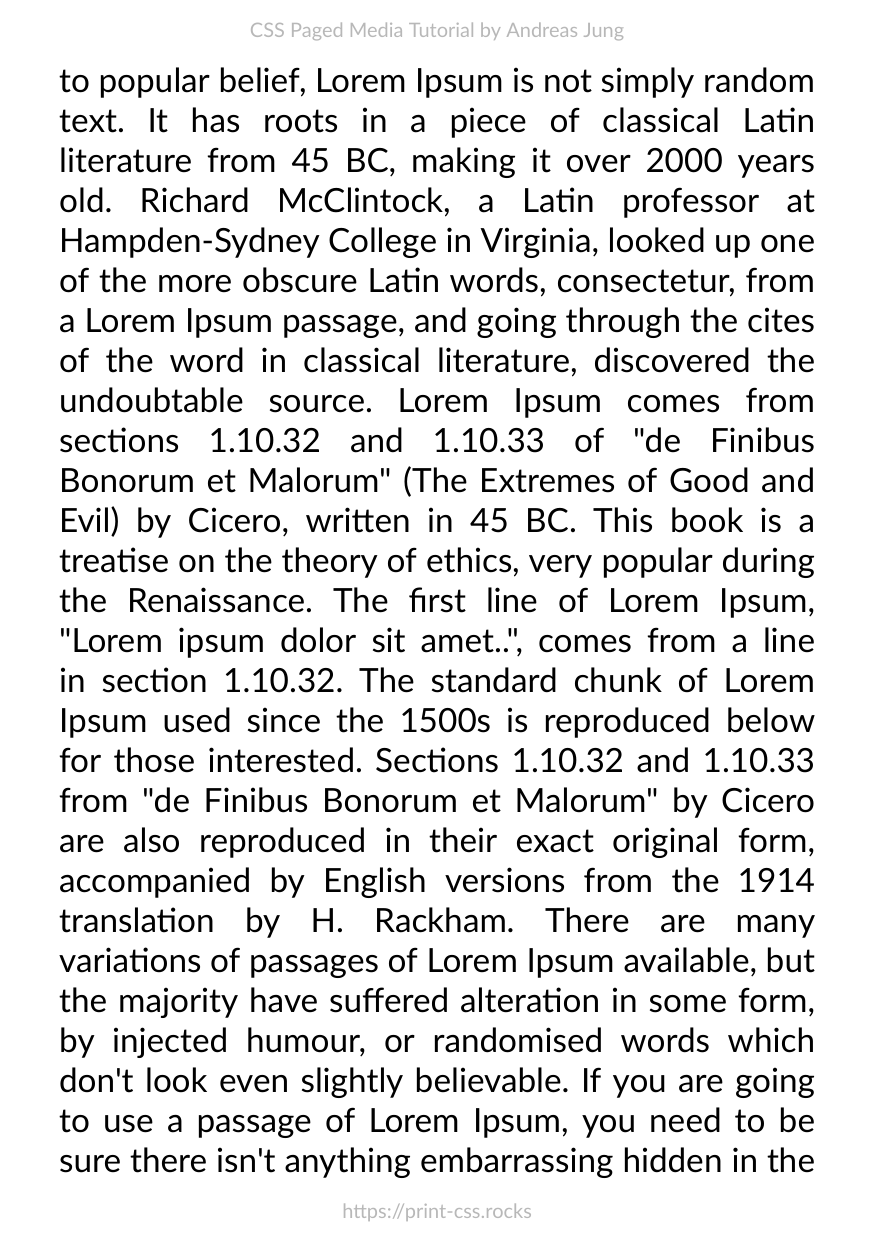 CSS Paged Media Tutorial by Andreas Jung
to popular belief, Lorem Ipsum is not simply random
text. It has roots in a piece of classical Latin
literature from 45 BC, making it over 2000 years
old. Richard McClintock, a Latin professor at
Hampden-Sydney College in Virginia, looked up one
of the more obscure Latin words, consectetur, from
a Lorem Ipsum passage, and going through the cites
of the word in classical literature, discovered the
undoubtable source. Lorem Ipsum comes from
sections 1.10.32 and 1.10.33 of "de Finibus
Bonorum et Malorum" (The Extremes of Good and
Evil) by Cicero, written in 45 BC. This book is a
treatise on the theory of ethics, very popular during
the Renaissance. The first line of Lorem Ipsum,
"Lorem ipsum dolor sit amet..", comes from a line
in section 1.10.32. The standard chunk of Lorem
Ipsum used since the 1500s is reproduced below
for those interested. Sections 1.10.32 and 1.10.33
from "de Finibus Bonorum et Malorum" by Cicero
are also reproduced in their exact original form,
accompanied by English versions from the 1914
translation by H. Rackham. There are many
variations of passages of Lorem Ipsum available, but
the majority have suffered alteration in some form,
by injected humour, or randomised words which
don't look even slightly believable. If you are going
to use a passage of Lorem Ipsum, you need to be
sure there isn't anything embarrassing hidden in the
https://print-css.rocks